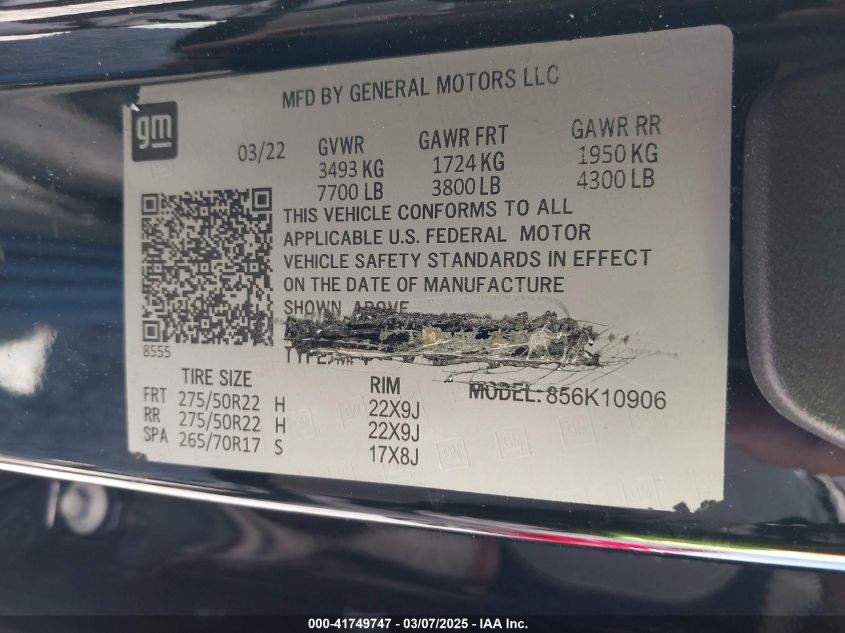 MFD BY GENERAL MOTORS LLC
gm
03/22 GVWR GAWR FRT GAWR RR
3493 KG 1724 KG 1950 KG
7700 LB 3800 LB 4300 LB
THIS VEHICLE CONFORMS TO ALL
APPLICABLE U.S. FEDERAL MOTOR
VEHICLE SAFETY STANDARDS IN EFFECT
ON THE DATE OF MANUFACTURE
SHOWN ABOVE
8555
TYPE:
MODEL:856K10906
TIRE SIZE RIM
FRT 275/50R22 H 22X9J
RR 275/50R22 H 22X9J
SPA 265/70R17 S 17X8J
000-41749747 - 03/07/2025 - IAA Inc.